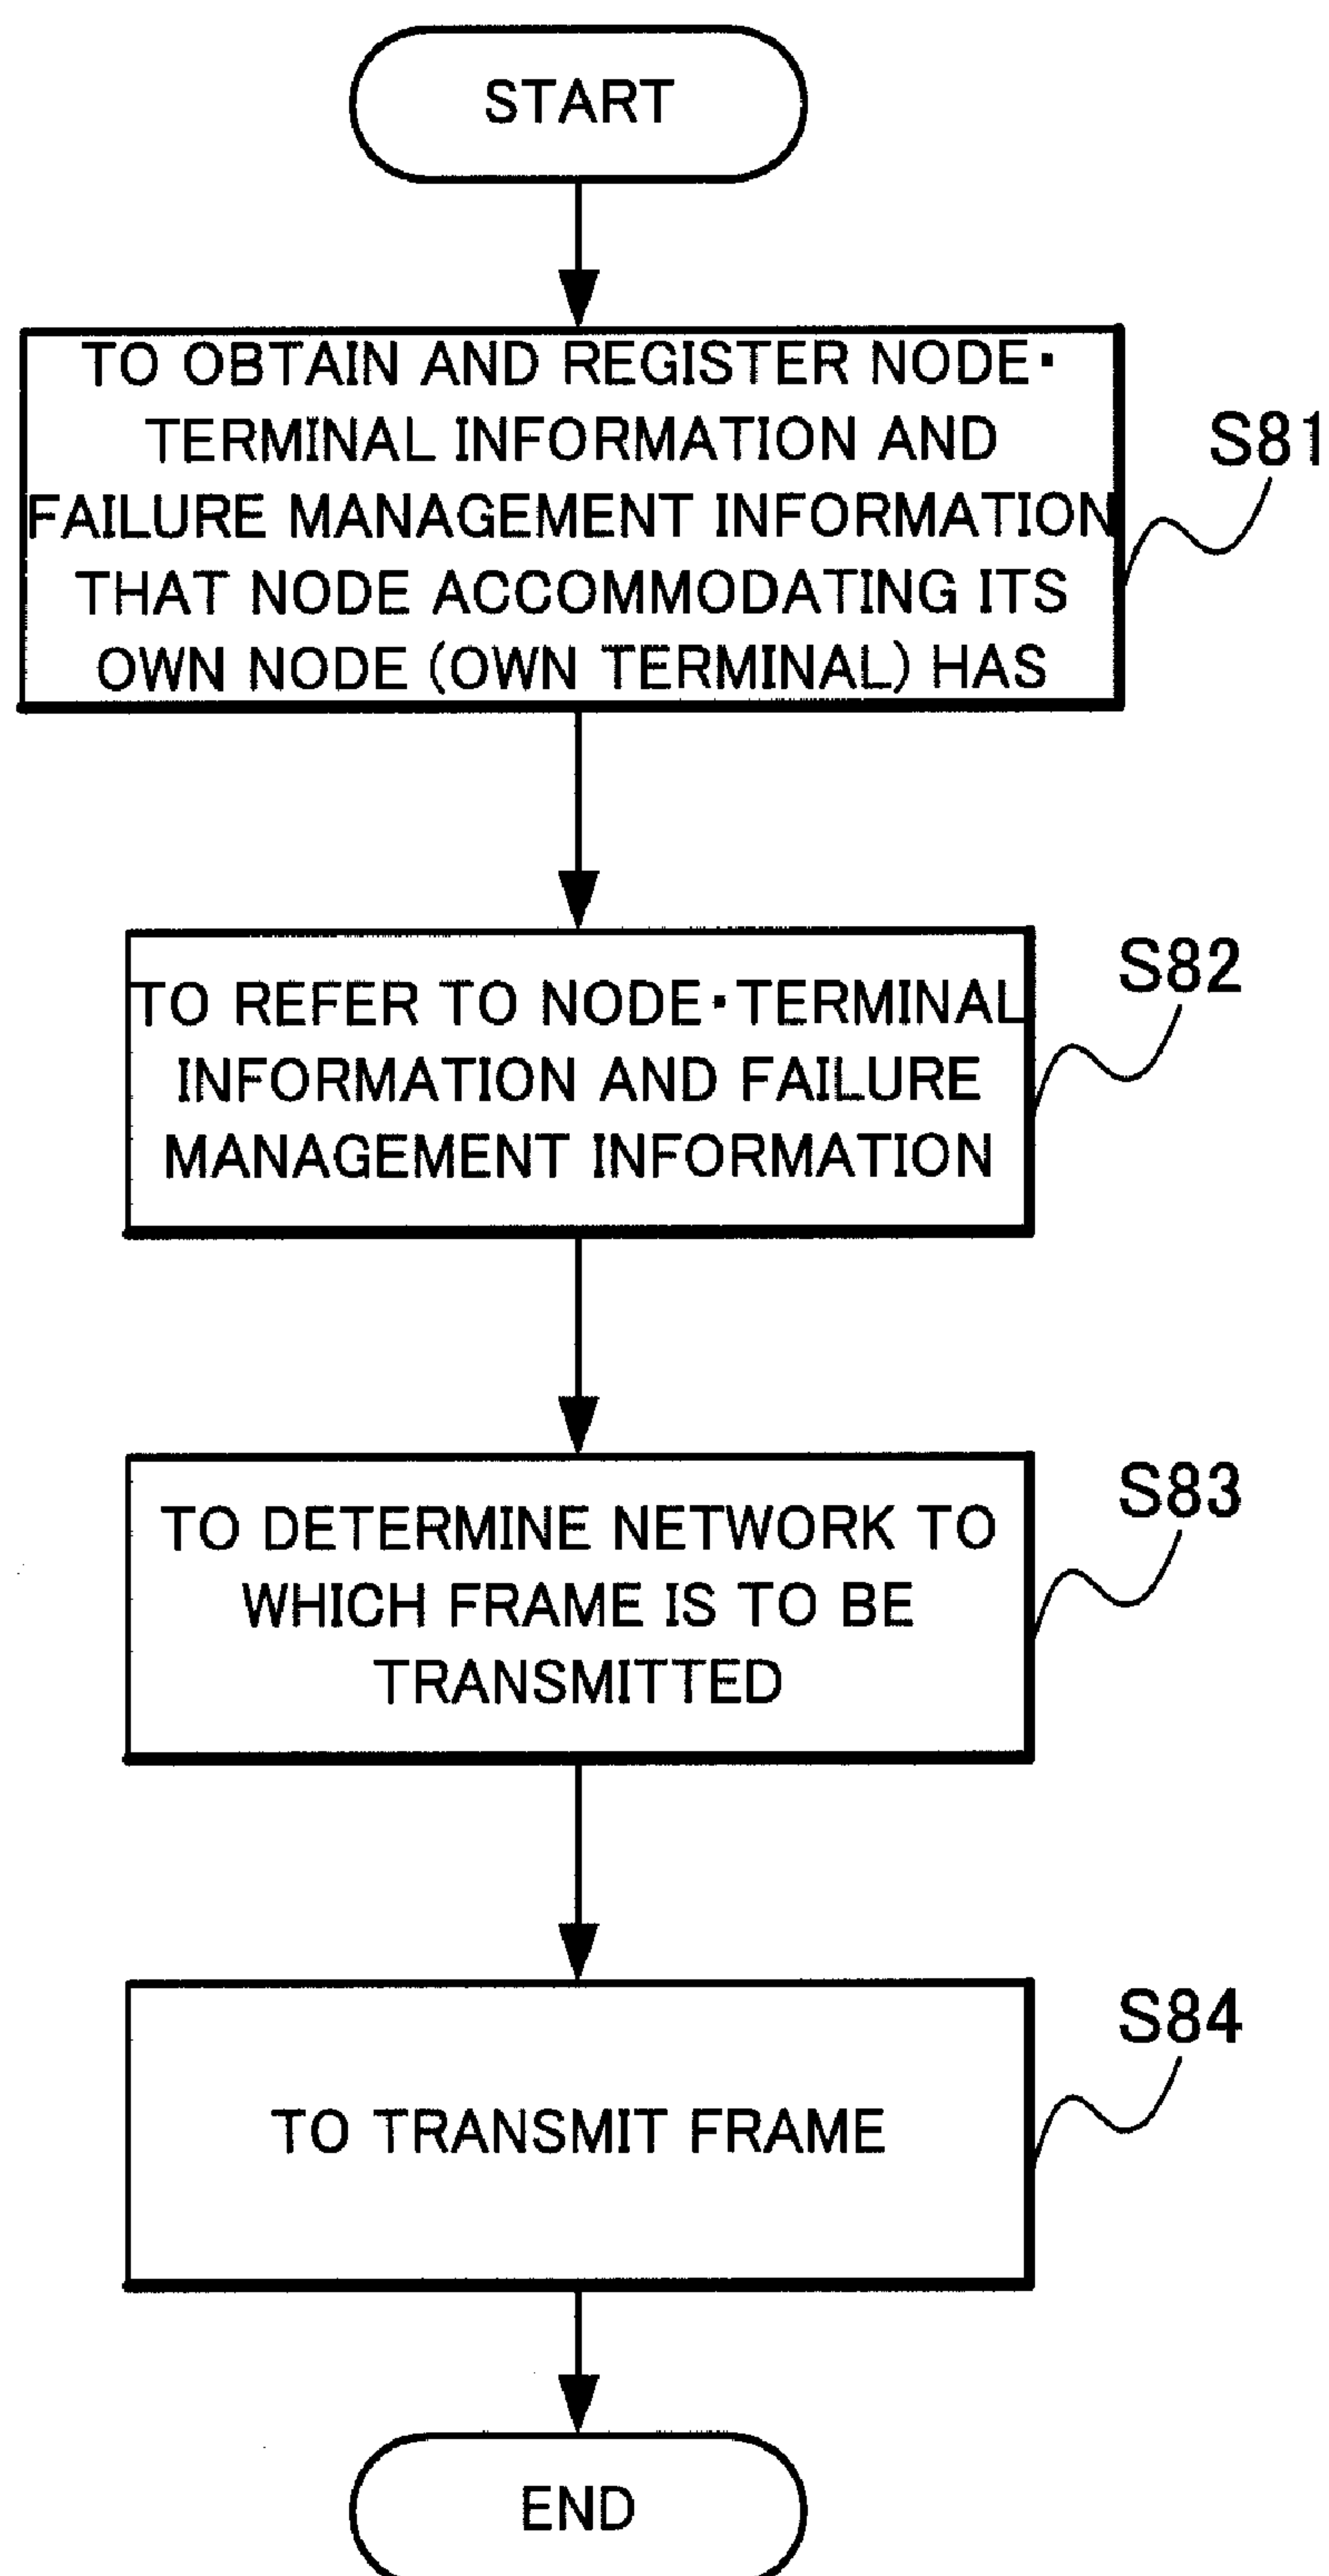 START
TO OBTAIN AND REGISTER NODE・
TERMINAL INFORMATION AND
FAILURE MANAGEMENT INFORMATION
THAT NODE ACCOMMODATING ITS
OWN NODE (OWN TERMINAL) HAS
S81
TO REFER TO NODE・TERMINAL
INFORMATION AND FAILURE
MANAGEMENT INFORMATION
S82
TO DETERMINE NETWORK TO
WHICH FRAME IS TO BE
TRANSMITTED
S83
TO TRANSMIT FRAME
S84
END